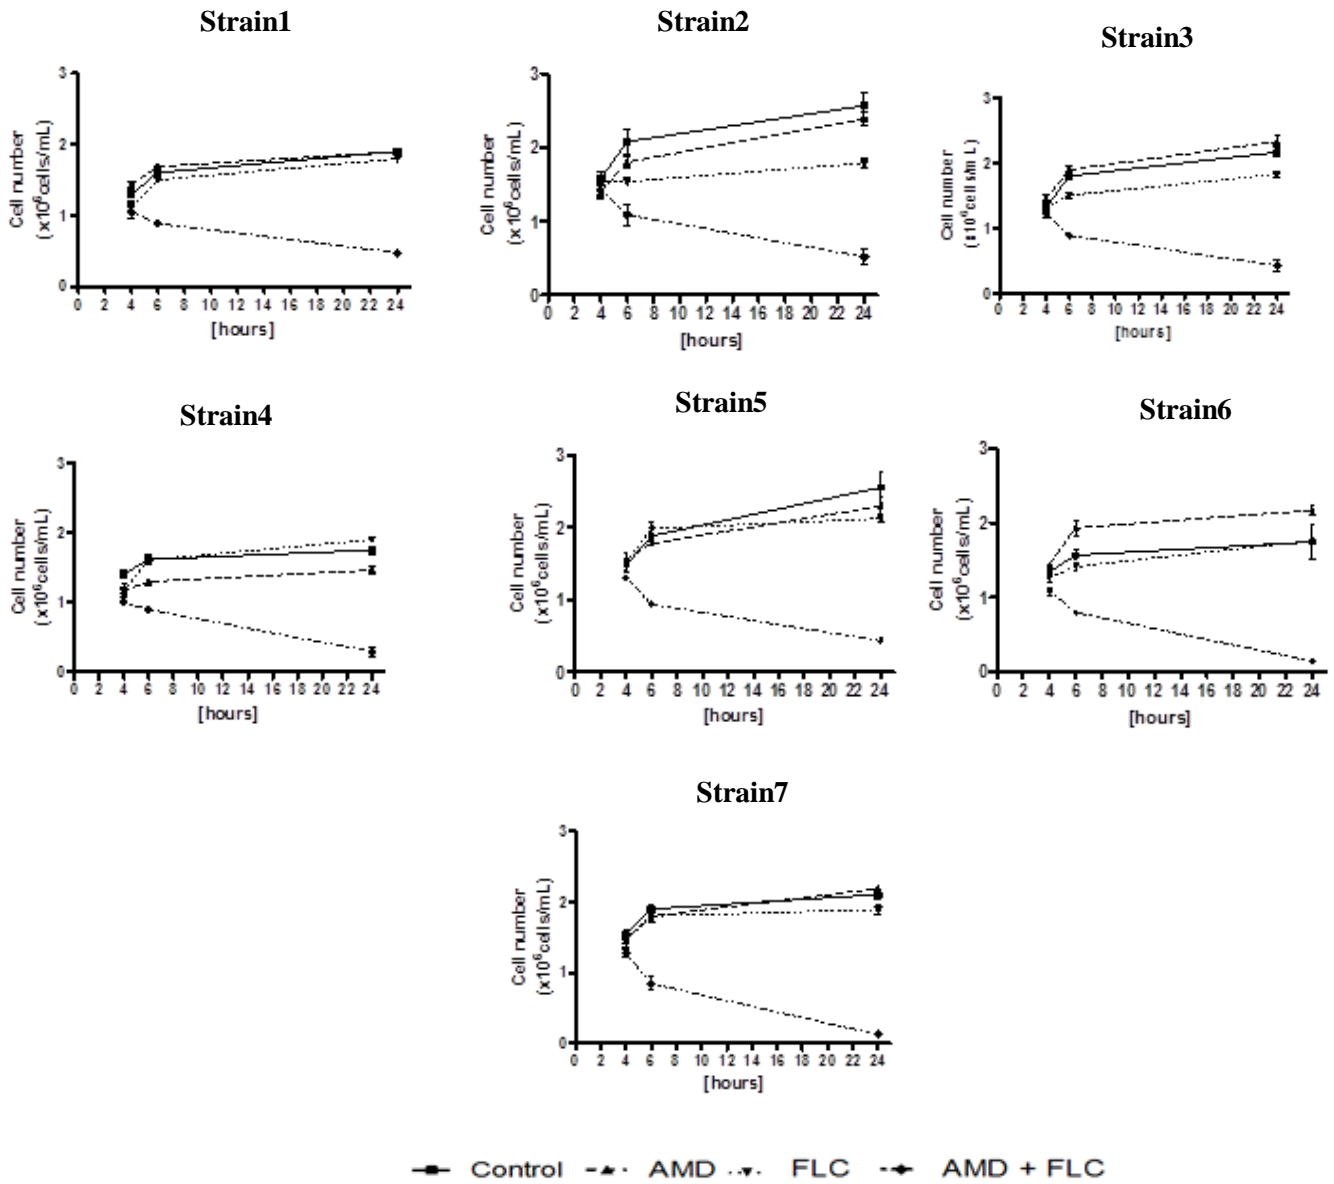 Strain1
3
2
1
0
Cell number
(x10⁶cells/mL)
0 2 4 6 8 10 12 14 16 18 20 22 24
[hours]
Strain2
3
2
1
0
Cell number
(x10⁶cells/mL)
0 2 4 6 8 10 12 14 16 18 20 22 24
[hours]
Strain3
3
2
1
0
Cell number
(x10⁶cells/mL)
0 2 4 6 8 10 12 14 16 18 20 22 24
[hours]
Strain4
3
2
1
0
Cell number
(x10⁶cells/mL)
0 2 4 6 8 10 12 14 16 18 20 22 24
[hours]
Strain5
3
2
1
0
Cell number
(x10⁶cells/mL)
0 2 4 6 8 10 12 14 16 18 20 22 24
[hours]
Strain6
3
2
1
0
Cell number
(x10⁶cells/mL)
0 2 4 6 8 10 12 14 16 18 20 22 24
[hours]
Strain7
3
2
1
0
Cell number
(x10⁶cells/mL)
0 2 4 6 8 10 12 14 16 18 20 22 24
[hours]
Control AMD FLC AMD + FLC